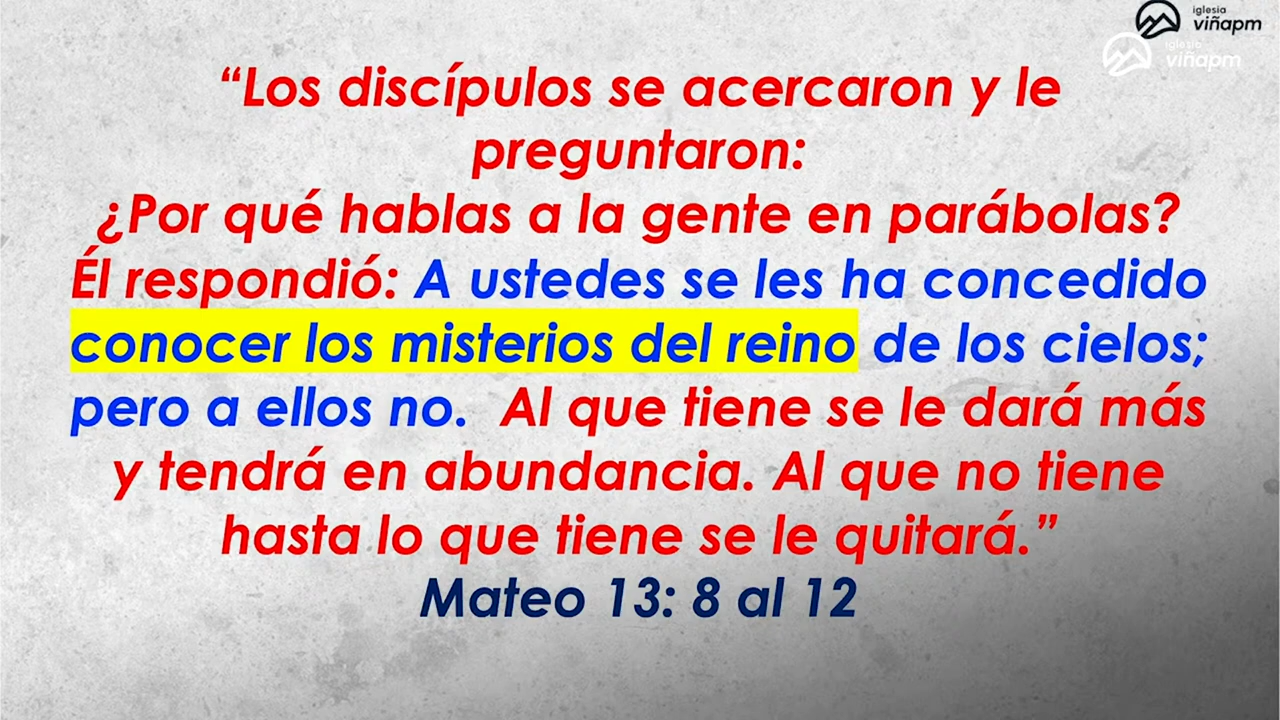 iglesia
viñapm
iglesia
viñapm
“Los discípulos se acercaron y le
preguntaron:
¿Por qué hablas a la gente en parábolas?
Él respondió: A ustedes se les ha concedido
conocer los misterios del reino de los cielos;
pero a ellos no. Al que tiene se le dará más
y tendrá en abundancia. Al que no tiene
hasta lo que tiene se le quitará.”
Mateo 13: 8 al 12